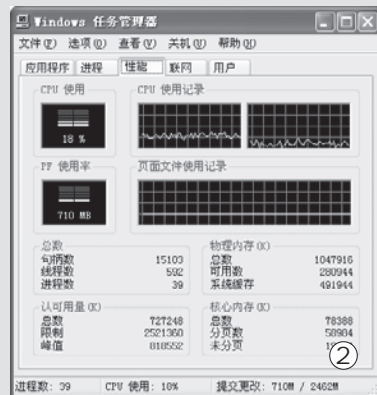 Windows 任务管理器
文件(F) 选项(O) 查看(V) 关机(U) 帮助(H)
应用程序 进程 性能 联网 用户
CPU 使用 CPU 使用记录
18 %
PF 使用率 页面文件使用记录
710 MB
总数 物理内存(K)
句柄数 15103 总数 1047916
线程数 592 可用数 280944
进程数 39 系统缓存 491944
认可用量(K) 核心内存(K)
总数 727248 总数 78388
限制 2521360 分页数 58984
峰值 818552 未分页
②
进程数: 39 CPU 使用: 18% 提交更改: 710M / 2462M